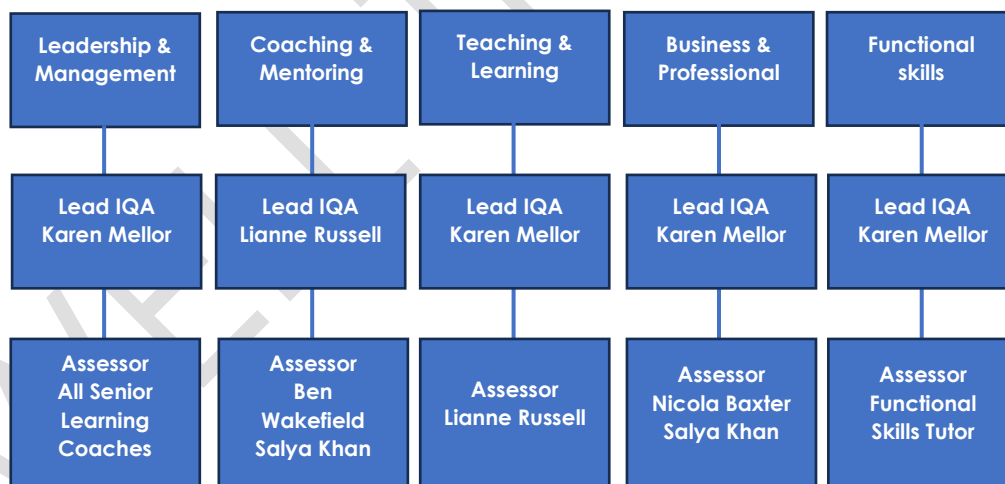 Leadership &
Management
Coaching &
Mentoring
Teaching &
Learning
Business &
Professional
Functional
skills
Lead IQA
Karen Mellor
Lead IQA
Lianne Russell
Lead IQA
Karen Mellor
Lead IQA
Karen Mellor
Lead IQA
Karen Mellor
Assessor
All Senior
Learning
Coaches
Assessor
Ben
Wakefield
Salya Khan
Assessor
Lianne Russell
Assessor
Nicola Baxter
Salya Khan
Assessor
Functional
Skills Tutor